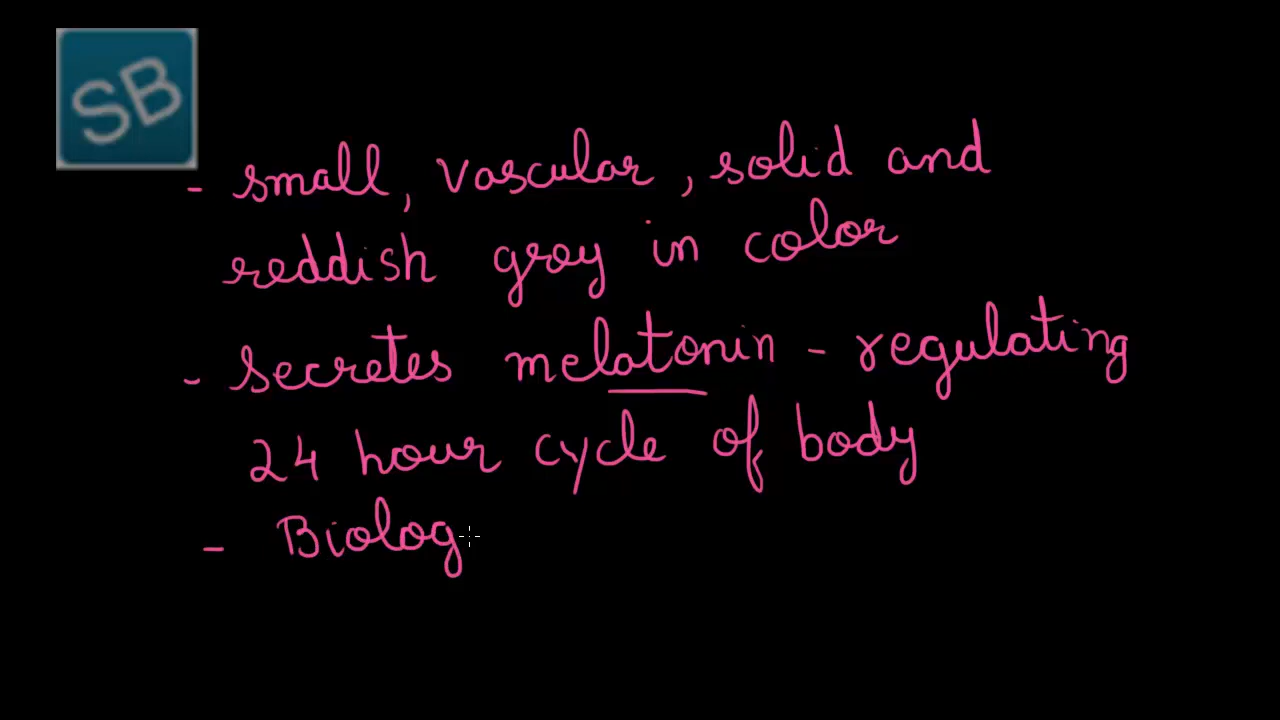 SB
- small, vascular, solid and
reddish grey in color
- secretes melatonin - regulating
24 hour cycle of body
- Biolog